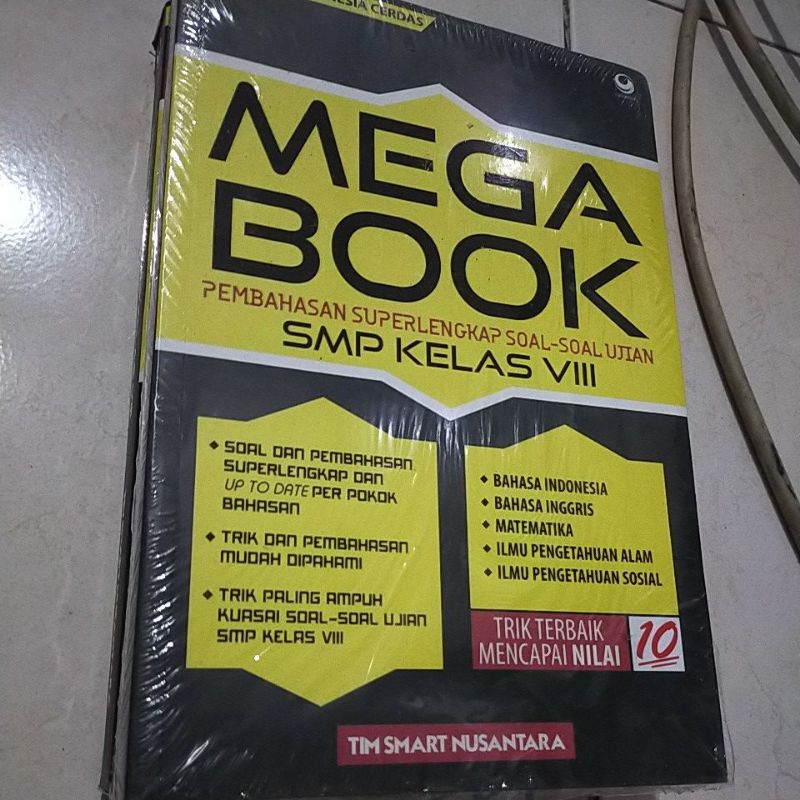 CERDAS
MEGA
BOOK
PEMBAHASAN SUPERLENGKAP SOAL-SOAL UJIAN
SMP KELAS VIII
SOAL DAN PEMBAHASAN
SUPERLENGKAP DAN
UP TO DATE PER POKOK
BAHASAN
TRIK DAN PEMBAHASAN
MUDAH DIPAHAMI
TRIK PALING AMPUH
KUASAI SOAL-SOAL UJIAN
SMP KELAS VIII
BAHASA INDONESIA
BAHASA INGGRIS
MATEMATIKA
ILMU PENGETAHUAN ALAM
ILMU PENGETAHUAN SOSIAL
TRIK TERBAIK
MENCAPAI NILAI
10
TIM SMART NUSANTARA